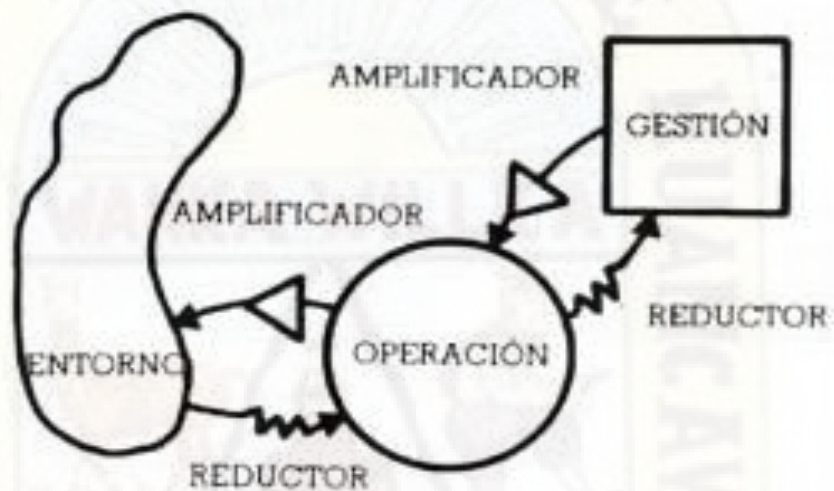 AMPLIFICADOR
GESTIÓN
AMPLIFICADOR
REDUCTOR
OPERACIÓN
ENTORNO
REDUCTOR